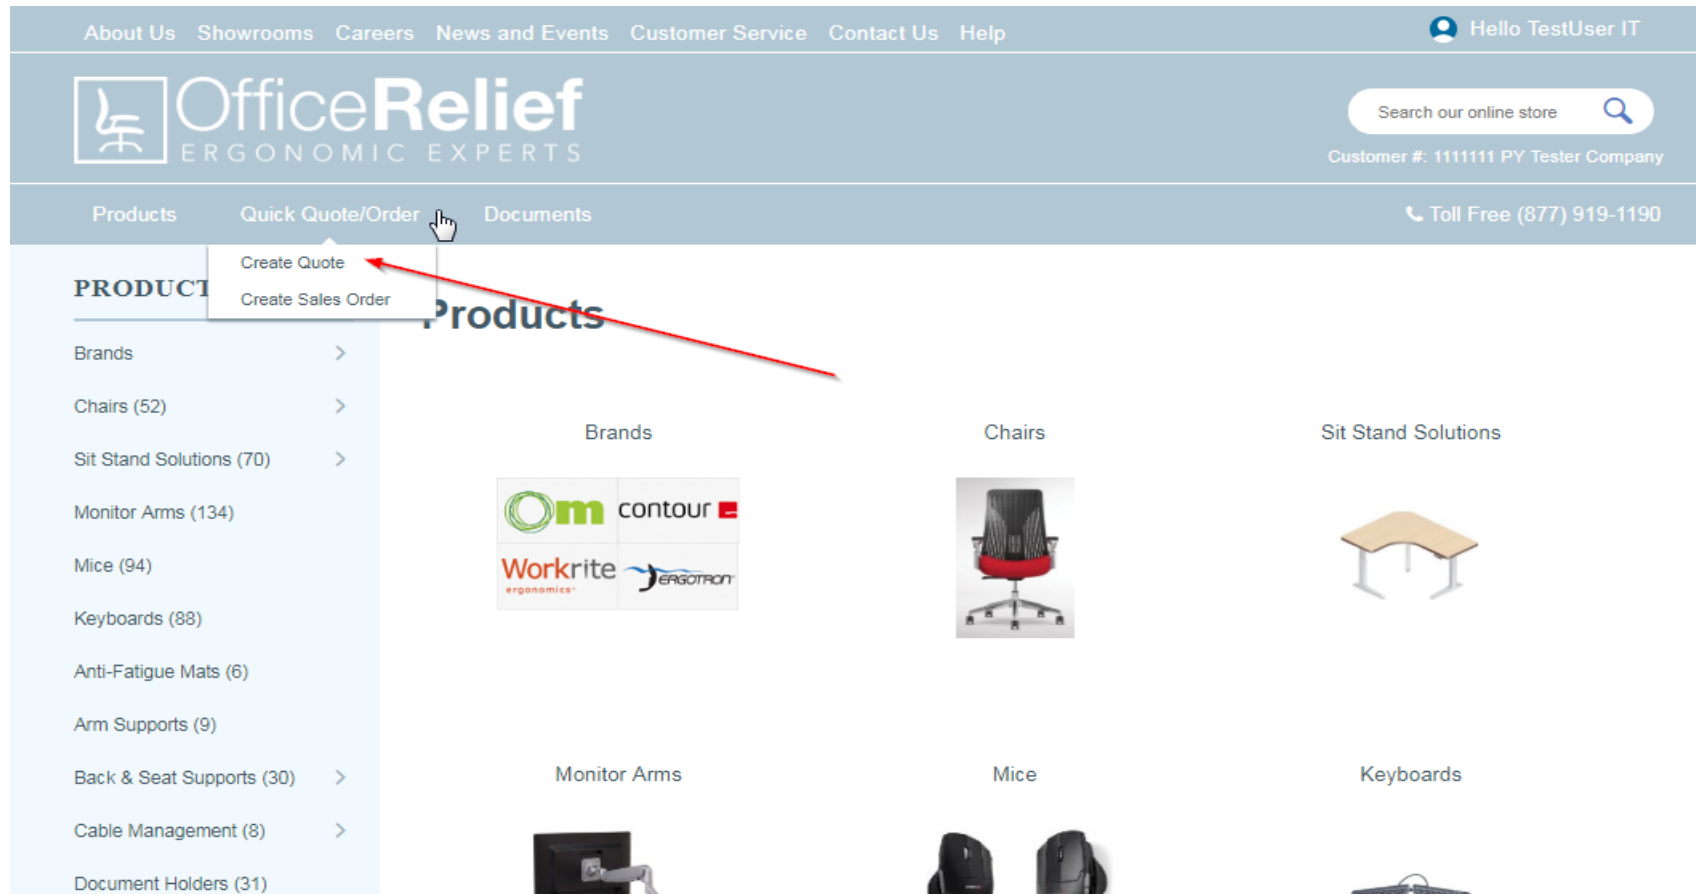 About Us Showrooms Careers News and Events Customer Service Contact Us Help
Hello TestUser IT
OfficeRelief
ERGONOMIC EXPERTS
Search our online store
Customer #: 1111111 PY Tester Company
Products Quick Quote/Order Documents
Toll Free (877) 919-1190
Create Quote
Create Sales Order
PRODUCT
Brands
Chairs (52)
Sit Stand Solutions (70)
Monitor Arms (134)
Mice (94)
Keyboards (88)
Anti-Fatigue Mats (6)
Arm Supports (9)
Back & Seat Supports (30)
Cable Management (8)
Document Holders (31)
Products
Brands
Chairs
Sit Stand Solutions
Om contour
Workrite ERGOTRON
ergonomics
Monitor Arms
Mice
Keyboards